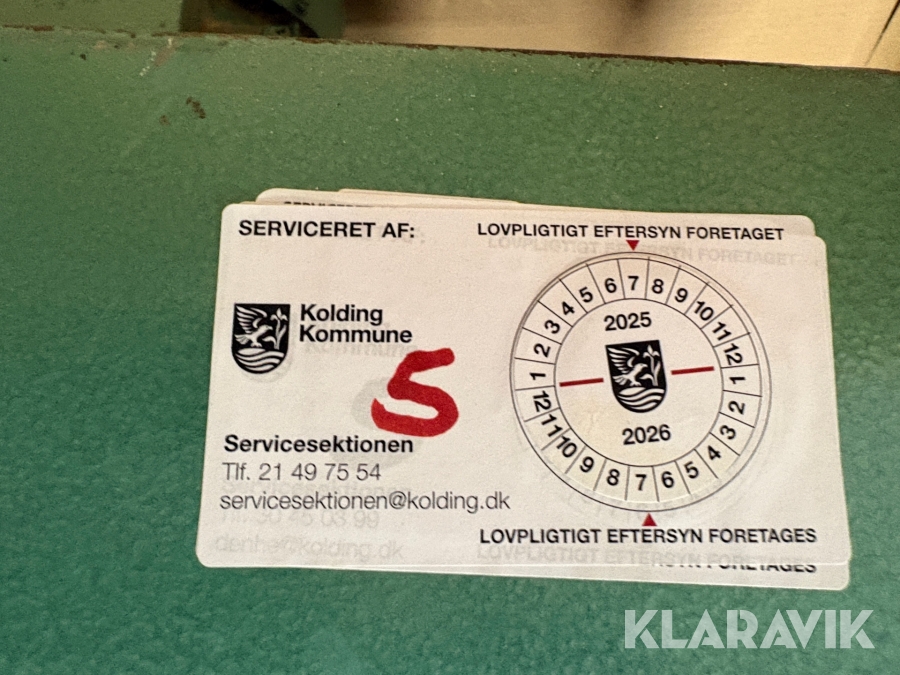 SERVICERET AF:
LOVPLIGTIGT EFTERSYN FORETAGET
Kolding
Kommune
5
Servicesektionen
Tlf. 21 49 75 54
servicesektionen@kolding.dk
1 2 3 4 5 6 7 8 9 10 11 12
2025
2026
1 2 3 4 5 6 7 8 9 10 11 12
LOVPLIGTIGT EFTERSYN FORETAGES
FORETAGES
KLARAVIK